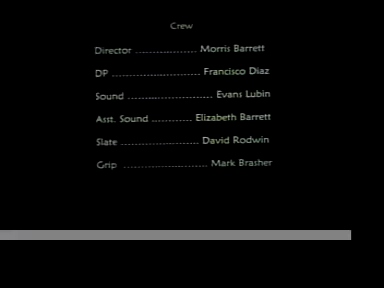 Crew
Director .................. Morris Barrett
DP ......................... Francisco Diaz
Sound ........................ Evans Lubin
Asst. Sound ........... Elizabeth Barrett
Slate ...................... David Rodwin
Grip ........................ Mark Brasher